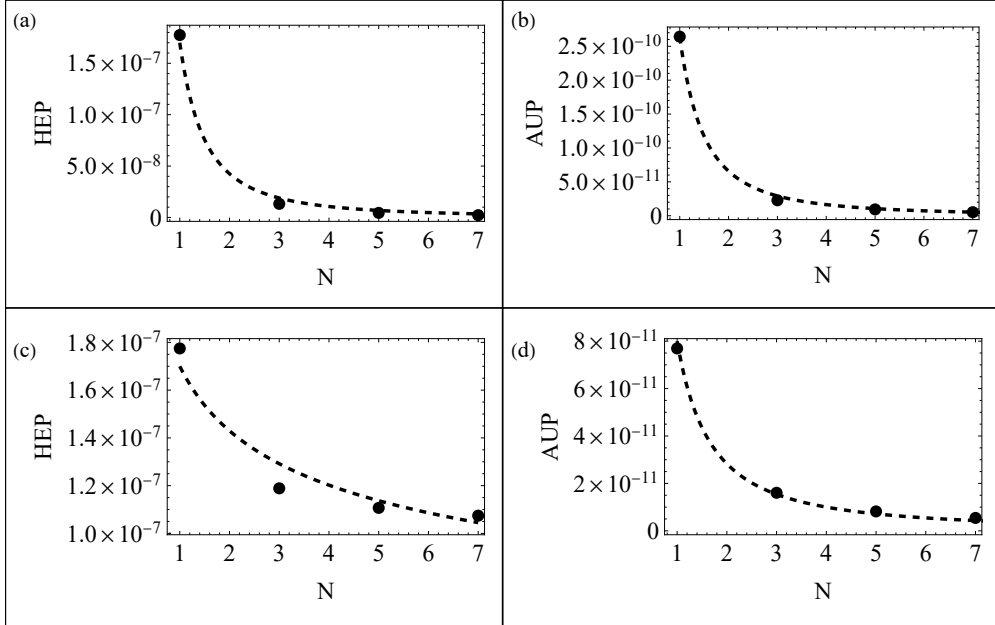 (a)
HEP
1.5×10⁻⁷
1.0×10⁻⁷
5.0×10⁻⁸
0
1 2 3 4 5 6 7
N
(b)
AUP
2.5×10⁻¹⁰
2.0×10⁻¹⁰
1.5×10⁻¹⁰
1.0×10⁻¹⁰
5.0×10⁻¹¹
0
1 2 3 4 5 6 7
N
(c)
HEP
1.8×10⁻⁷
1.6×10⁻⁷
1.4×10⁻⁷
1.2×10⁻⁷
1.0×10⁻⁷
1 2 3 4 5 6 7
N
(d)
AUP
8×10⁻¹¹
6×10⁻¹¹
4×10⁻¹¹
2×10⁻¹¹
0
1 2 3 4 5 6 7
N